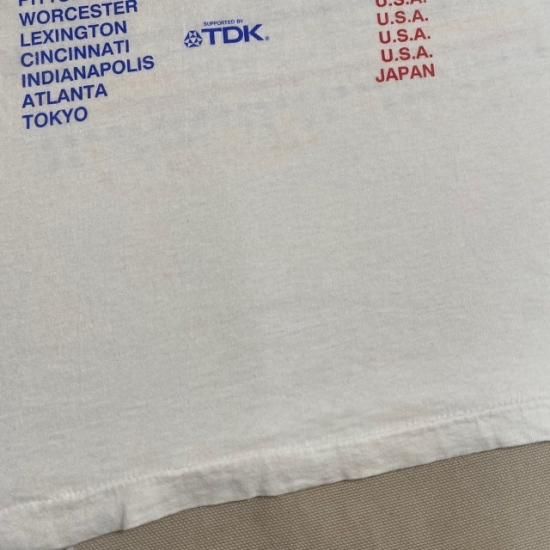 WORCESTER
LEXINGTON
CINCINNATI
INDIANAPOLIS
ATLANTA
TOKYO
SUPPORTED BY
TDK®
U.S.A.
U.S.A.
U.S.A.
U.S.A.
JAPAN